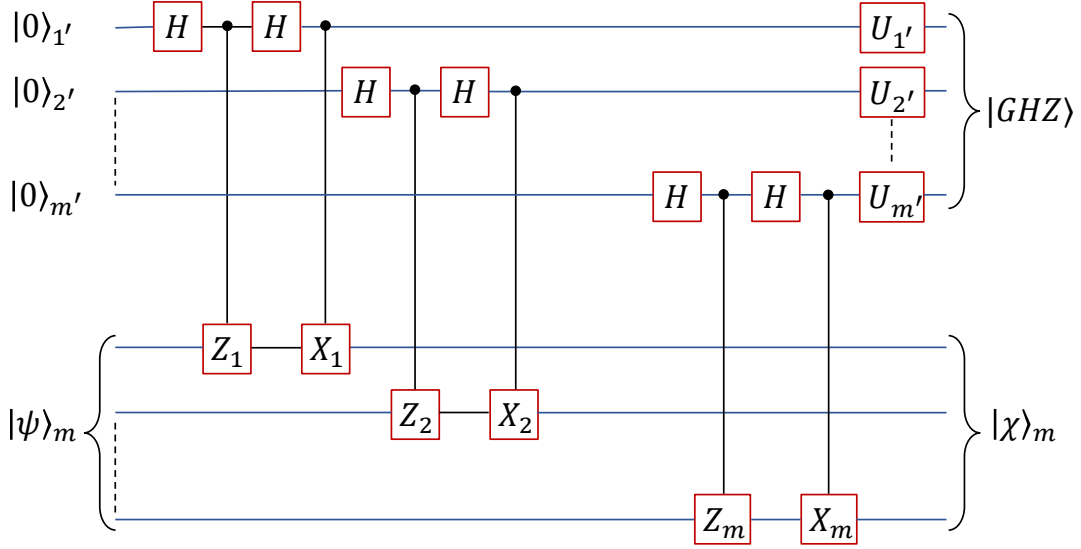 |0⟩₁′ H H U₁′
|0⟩₂′ H H U₂′ |GHZ⟩
|0⟩ₘ′ H H Uₘ′
Z₁ X₁
|ψ⟩ₘ Z₂ X₂ |χ⟩ₘ
Zₘ Xₘ